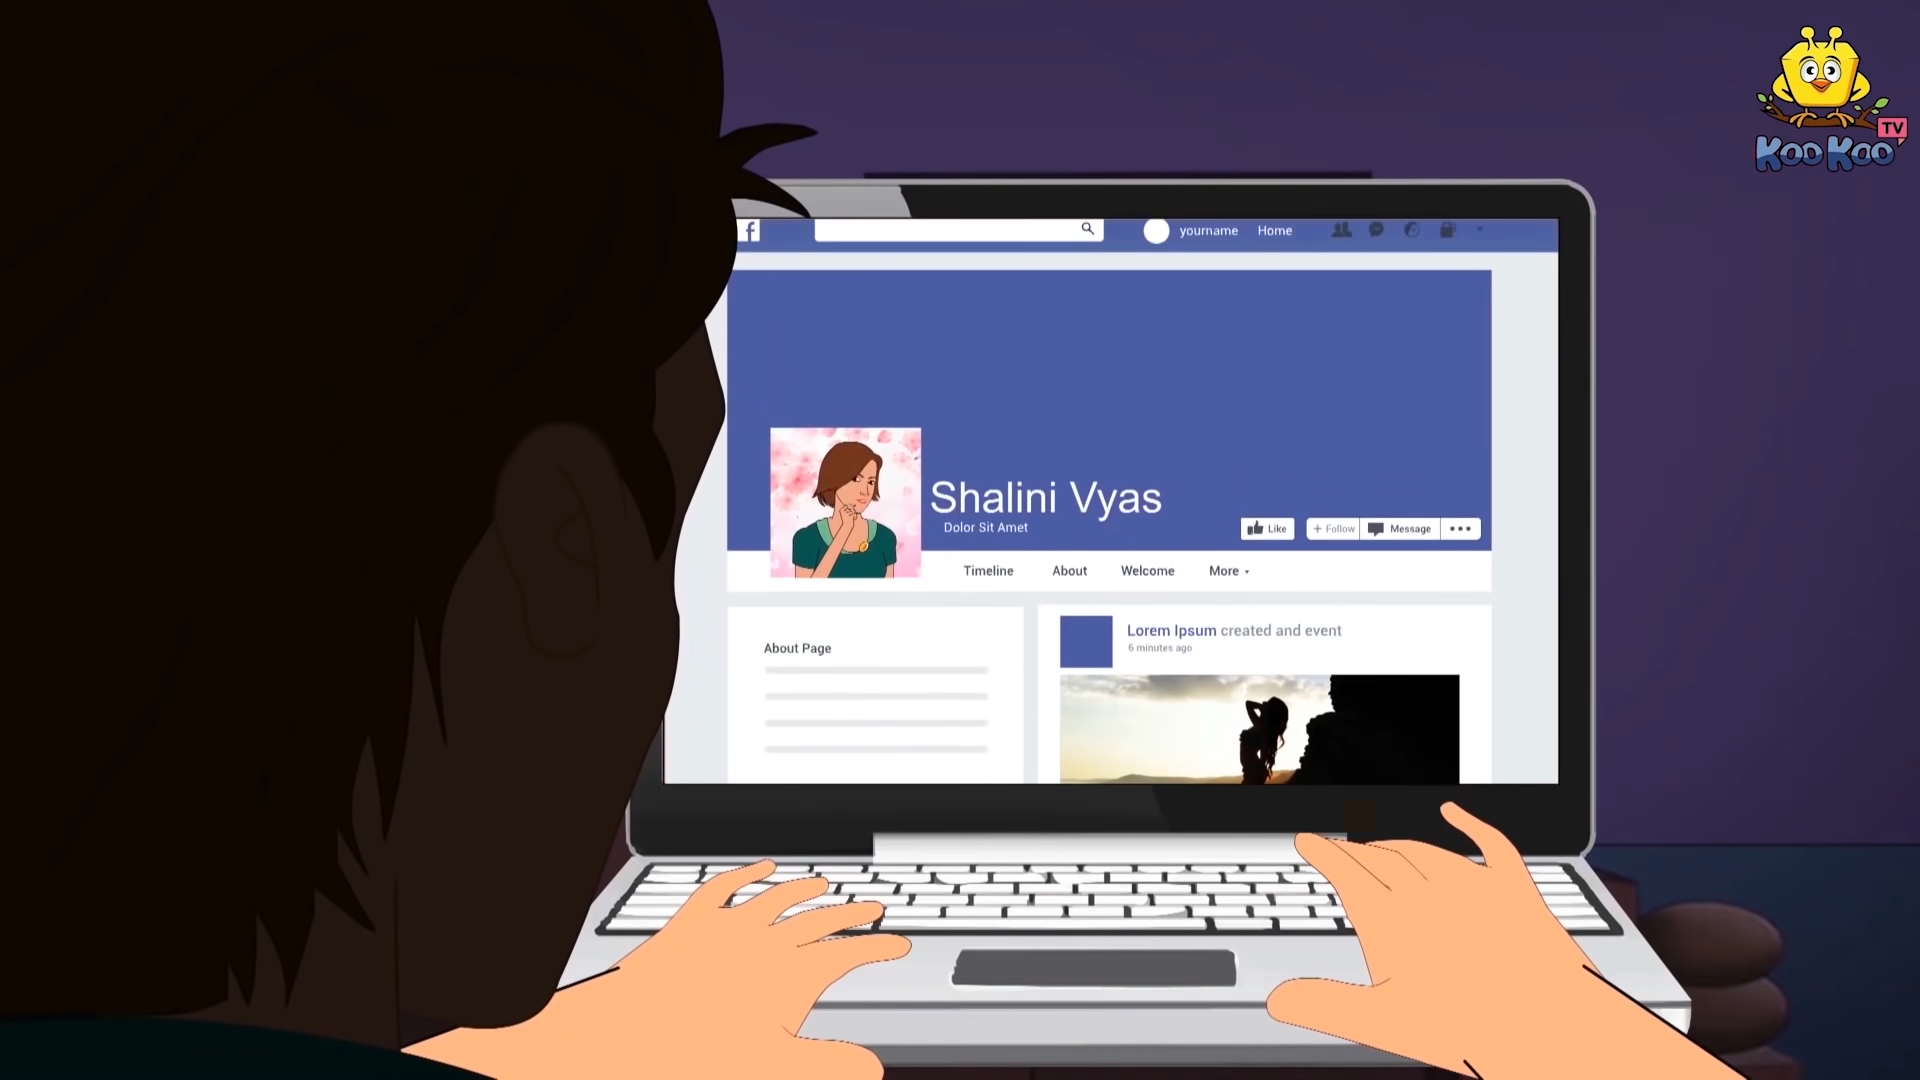 KOO KOO TV
f
yourname Home
Shalini Vyas
Dolor Sit Amet
Like + Follow Message
Timeline About Welcome More
About Page
Lorem Ipsum created and event
6 minutes ago